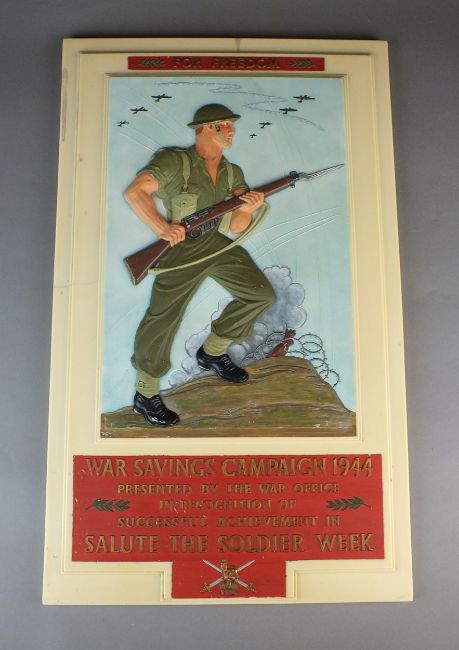 FOR FREEDOM
WAR SAVINGS CAMPAIGN 1944
PRESENTED BY THE WAR OFFICE
IN RECOGNITION OF
SUCCESSFUL ACHIEVEMENT IN
SALUTE THE SOLDIER WEEK